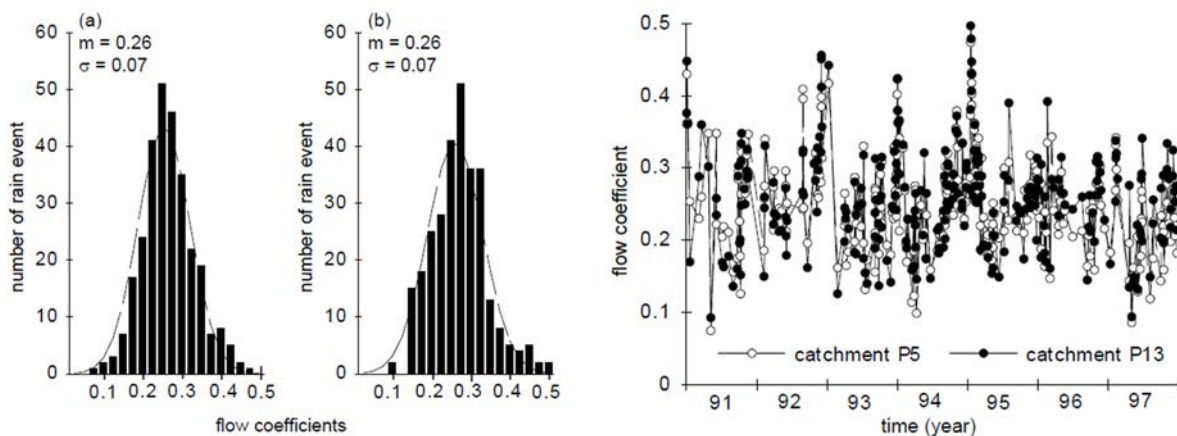 (a)
m = 0.26
σ = 0.07
number of rain event
60
50
40
30
20
10
0
0.1 0.2 0.3 0.4 0.5
(b)
m = 0.26
σ = 0.07
number of rain event
60
50
40
30
20
10
0
0.1 0.2 0.3 0.4 0.5
flow coefficients
flow coefficient
0.5
0.4
0.3
0.2
0.1
0
catchment P5 catchment P13
91 92 93 94 95 96 97
time (year)